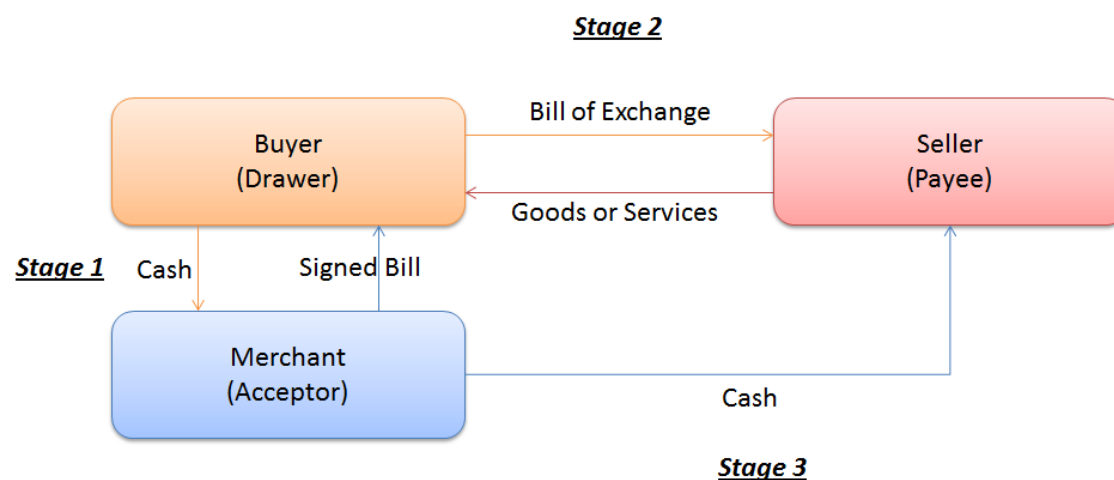 Stage 2
Buyer
(Drawer)
Bill of Exchange
Goods or Services
Seller
(Payee)
Stage 1
Cash
Signed Bill
Merchant
(Acceptor)
Cash
Stage 3